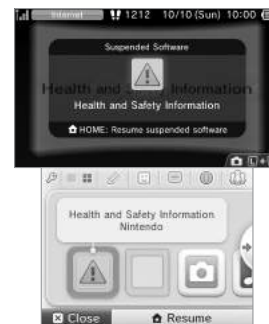 Internet 1212 10/10 (Sun) 10:00
Suspended Software
Health and Safety Information
Health and Safety Information
HOME: Resume suspended software
L
Health and Safety Information
Nintendo
Close
Resume